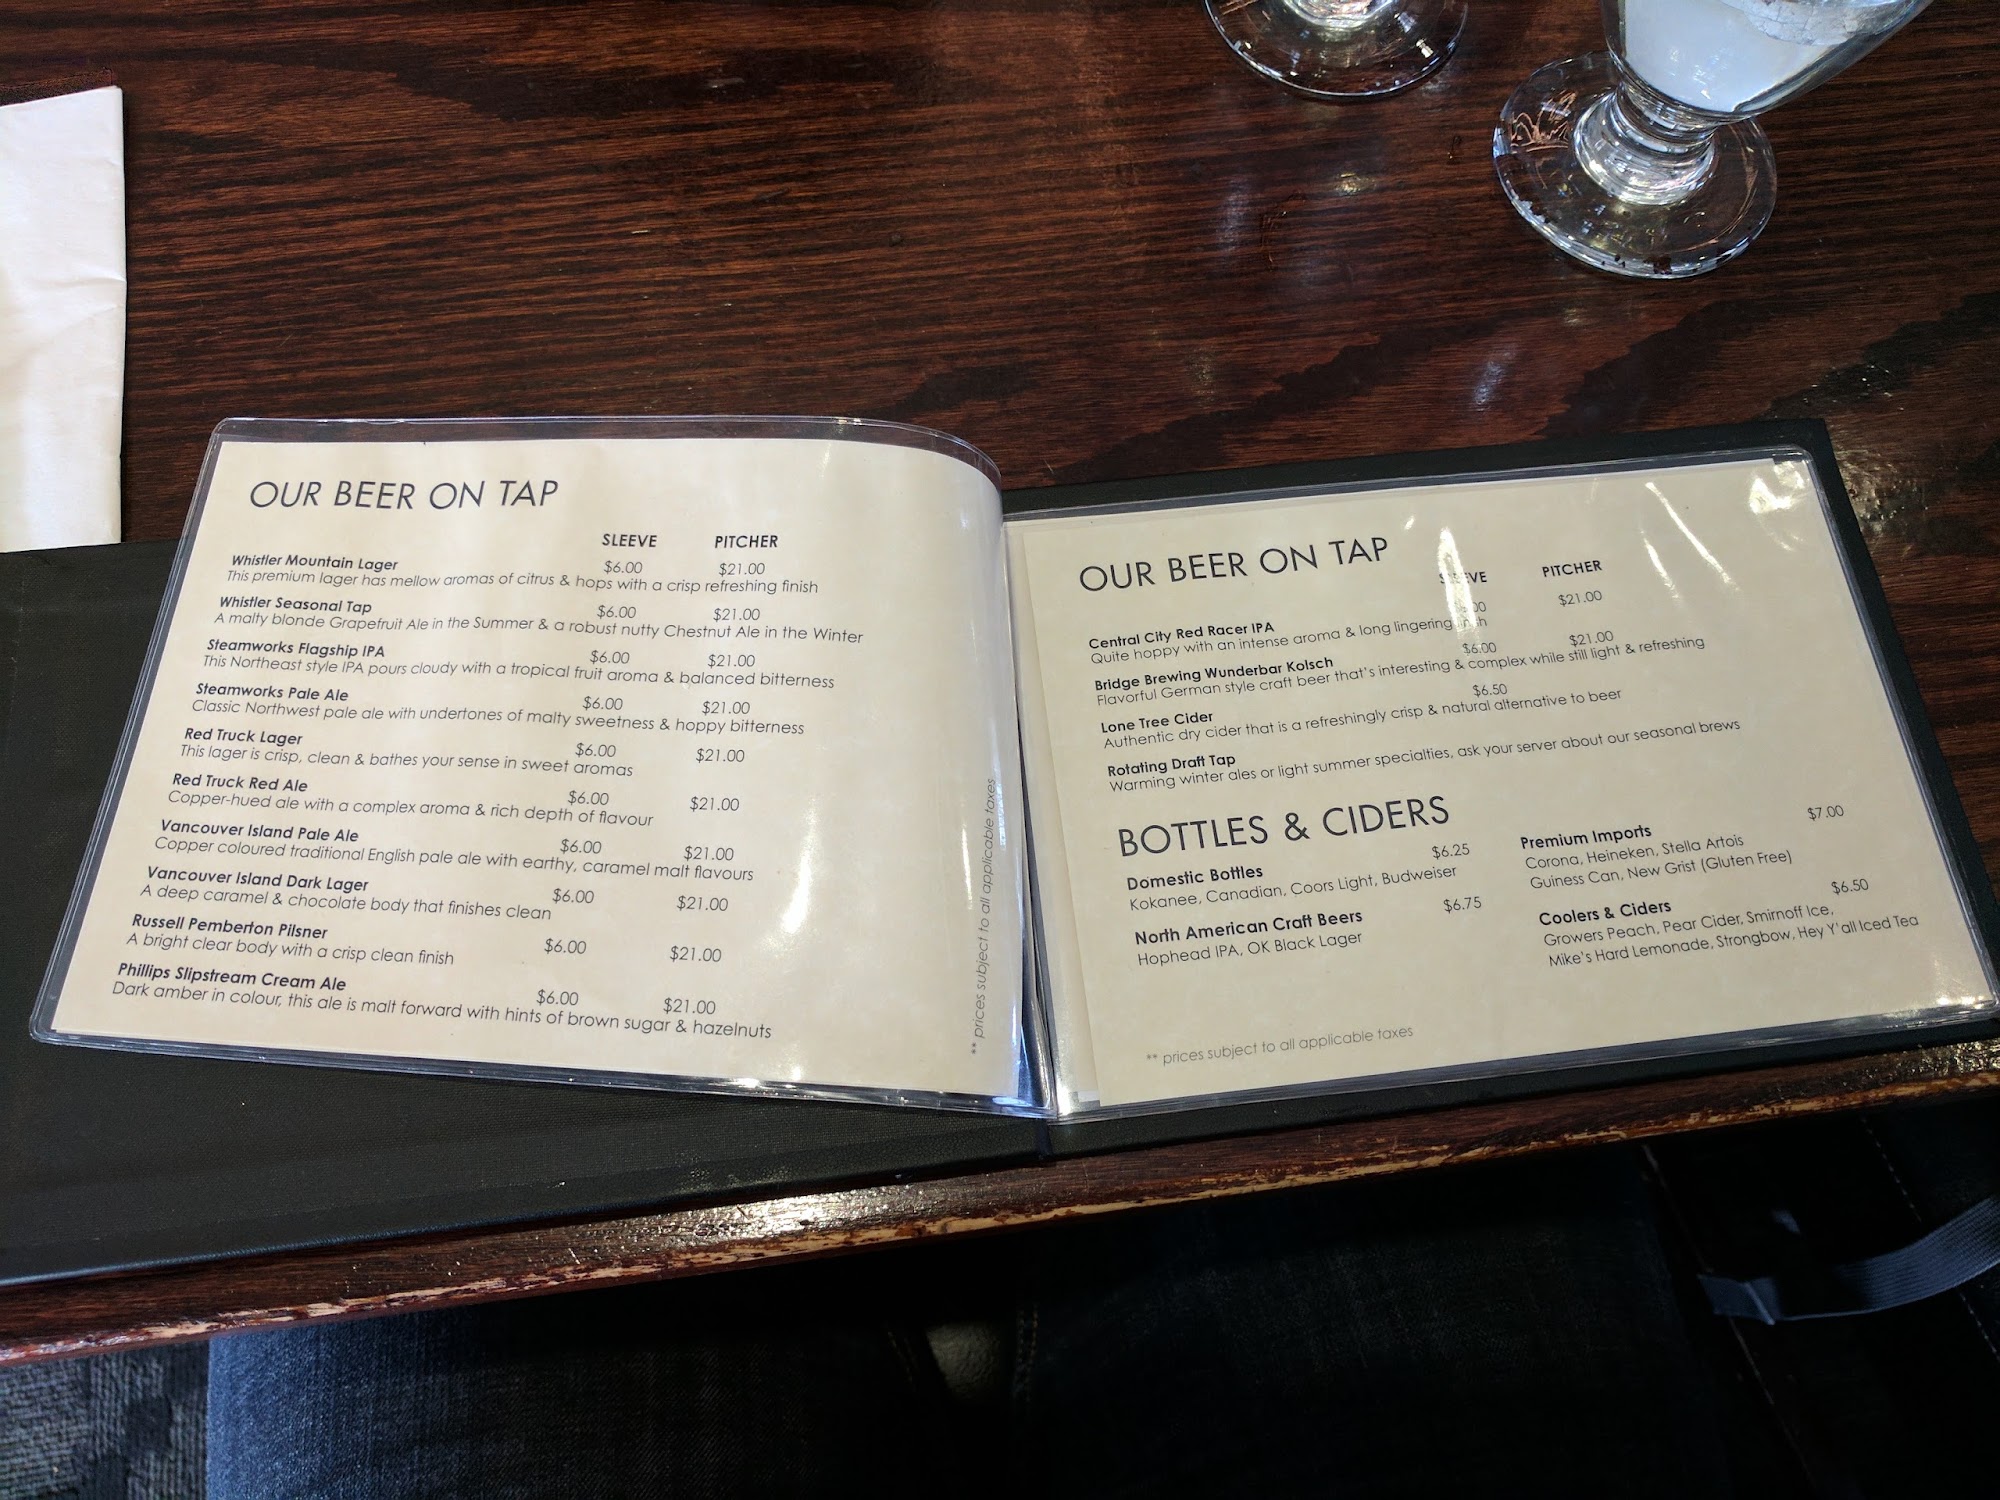 OUR BEER ON TAP
SLEEVE PITCHER
Whistler Mountain Lager $6.00 $21.00
This premium lager has mellow aromas of citrus & hops with a crisp refreshing finish
Whistler Seasonal Tap $6.00 $21.00
A malty blonde Grapefruit Ale in the Summer & a robust nutty Chestnut Ale in the Winter
Steamworks Flagship IPA $6.00 $21.00
This Northeast style IPA pours cloudy with a tropical fruit aroma & balanced bitterness
Steamworks Pale Ale $6.00 $21.00
Classic Northwest pale ale with undertones of malty sweetness & hoppy bitterness
Red Truck Lager $6.00 $21.00
This lager is crisp, clean & bathes your sense in sweet aromas
Red Truck Red Ale $6.00 $21.00
Copper-hued ale with a complex aroma & rich depth of flavour
Vancouver Island Pale Ale $6.00 $21.00
Copper coloured traditional English pale ale with earthy, caramel malt flavours
Vancouver Island Dark Lager $6.00 $21.00
A deep caramel & chocolate body that finishes clean
Russell Pemberton Pilsner $6.00 $21.00
A bright clear body with a crisp clean finish
Phillips Slipstream Cream Ale $6.00 $21.00
Dark amber in colour, this ale is malt forward with hints of brown sugar & hazelnuts
** prices subject to all applicable taxes
OUR BEER ON TAP
PITCHER
Central City Red Racer IPA $21.00
Quite hoppy with an intense aroma & long lingering
Bridge Brewing Wunderbar Kolsch $6.00 $21.00
Flavorful German style craft beer that's interesting & complex while still light & refreshing
Lone Tree Cider $6.50
Authentic dry cider that is a refreshingly crisp & natural alternative to beer
Rotating Draft Tap
Warming winter ales or light summer specialties, ask your server about our seasonal brews
BOTTLES & CIDERS
Domestic Bottles $6.25
Kokanee, Canadian, Coors Light, Budweiser
North American Craft Beers $6.75
Hophead IPA, OK Black Lager
Premium Imports $7.00
Corona, Heineken, Stella Artois
Guiness Can, New Grist (Gluten Free)
Coolers & Ciders $6.50
Growers Peach, Pear Cider, Smirnoff Ice,
Mike's Hard Lemonade, Strongbow, Hey Y'all Iced Tea
** prices subject to all applicable taxes